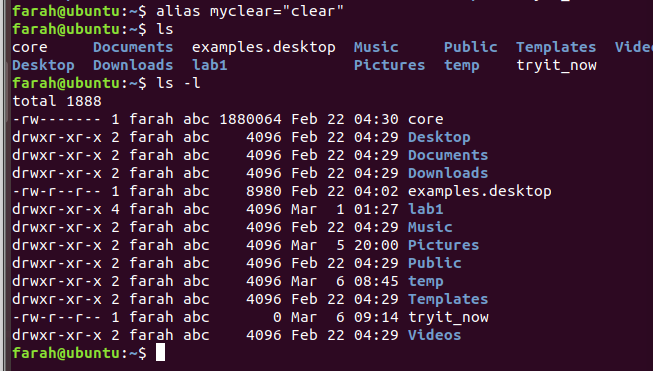 farah@ubuntu:~$ alias myclear="clear"
farah@ubuntu:~$ ls
core     Documents  examples.desktop  Music     Public  Templates
Desktop  Downloads  lab1              Pictures  temp    tryit_now
farah@ubuntu:~$ ls -l
total 1888
-rw------- 1 farah abc 1880064 Feb 22 04:30 core
drwxr-xr-x 2 farah abc    4096 Feb 22 04:29 Desktop
drwxr-xr-x 2 farah abc    4096 Feb 22 04:29 Documents
drwxr-xr-x 2 farah abc    4096 Feb 22 04:29 Downloads
-rw-r--r-- 1 farah abc    8980 Feb 22 04:02 examples.desktop
drwxr-xr-x 4 farah abc    4096 Mar  1 01:27 lab1
drwxr-xr-x 2 farah abc    4096 Feb 22 04:29 Music
drwxr-xr-x 2 farah abc    4096 Mar  5 20:00 Pictures
drwxr-xr-x 2 farah abc    4096 Feb 22 04:29 Public
drwxr-xr-x 2 farah abc    4096 Mar  6 08:45 temp
drwxr-xr-x 2 farah abc    4096 Feb 22 04:29 Templates
-rw-r--r-- 1 farah abc       0 Mar  6 09:14 tryit_now
drwxr-xr-x 2 farah abc    4096 Feb 22 04:29 Videos
farah@ubuntu:~$